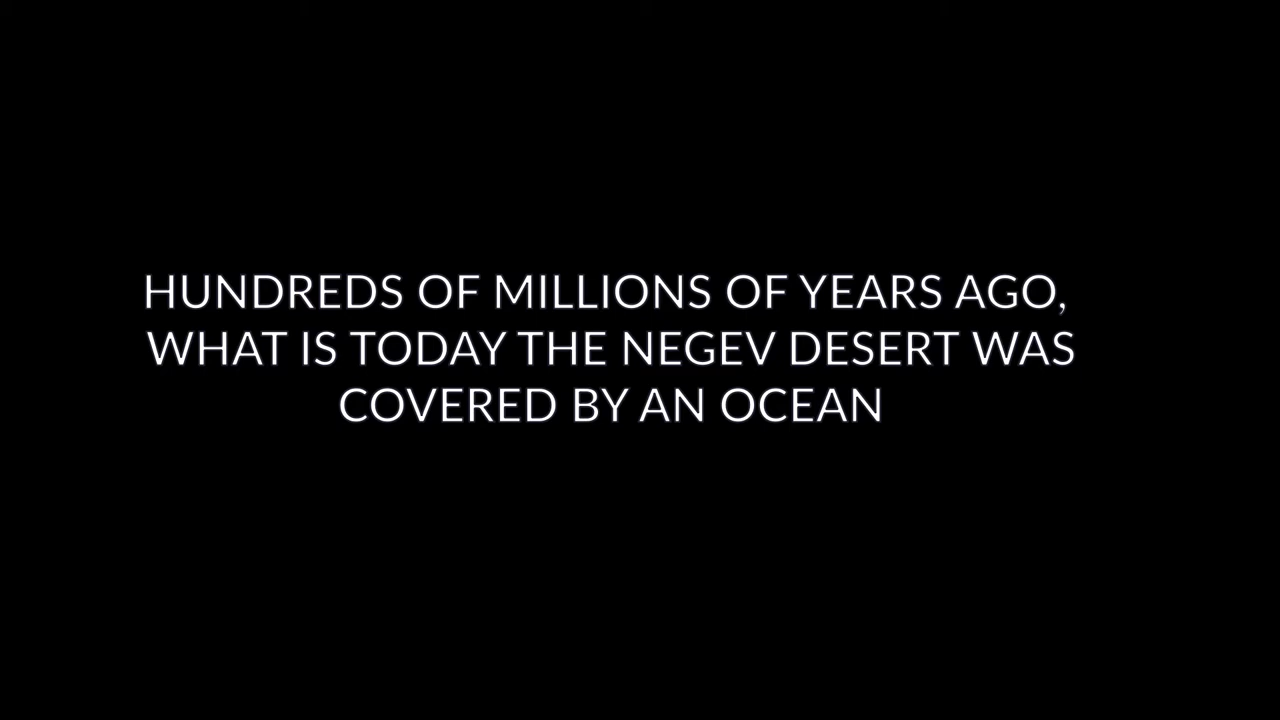 HUNDREDS OF MILLIONS OF YEARS AGO,
WHAT IS TODAY THE NEGEV DESERT WAS
COVERED BY AN OCEAN